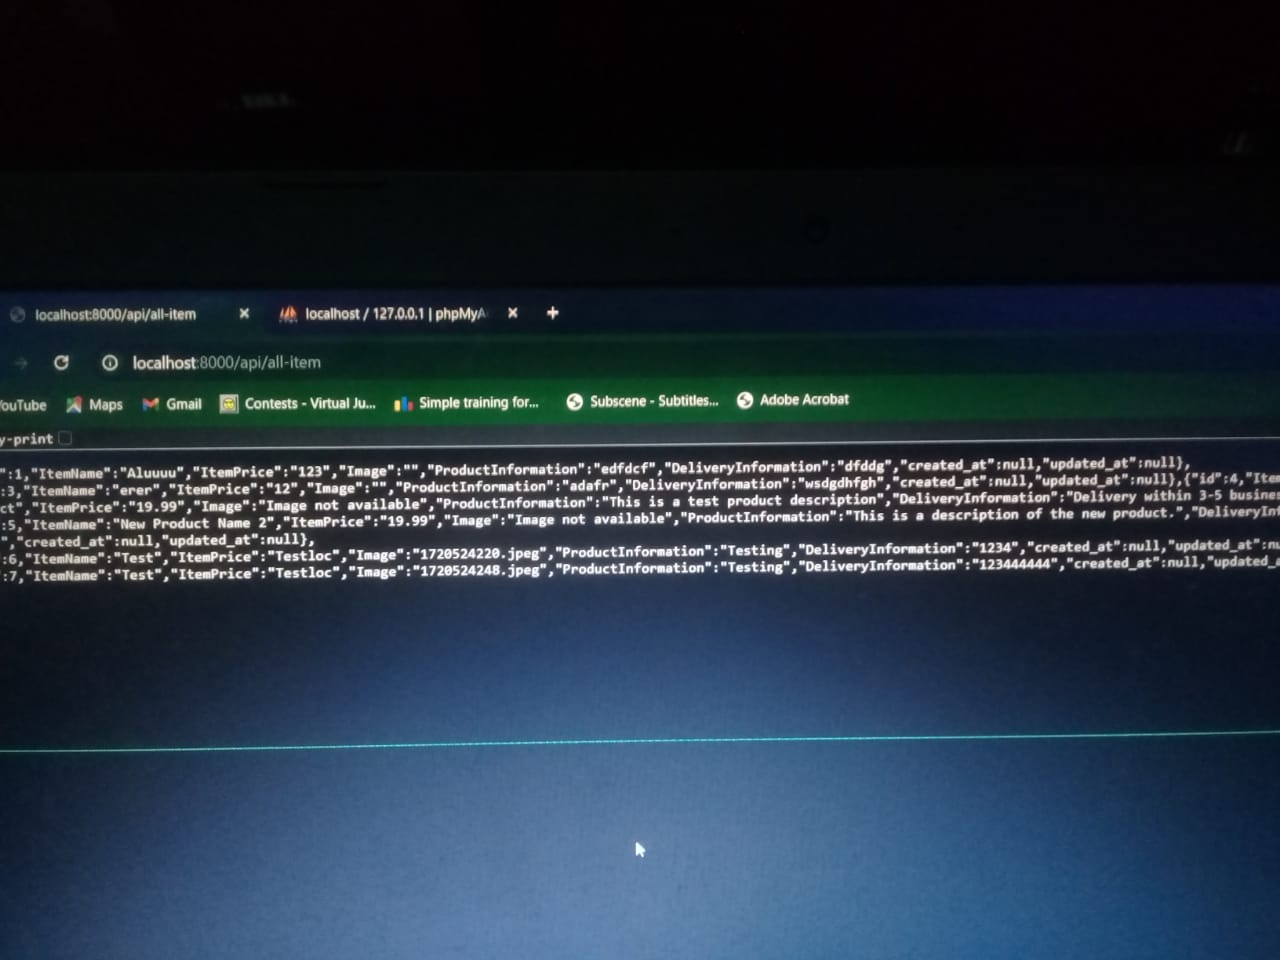 localhost:8000/api/all-item
localhost / 127.0.0.1 | phpMyA
localhost:8000/api/all-item
ouTube Maps Gmail Contests - Virtual Ju... Simple training for... Subscene - Subtitles... Adobe Acrobat
y-print
":1,"ItemName":"Aluuuu","ItemPrice":"123","Image":"","ProductInformation":"edfdcf","DeliveryInformation":"dfddg","created_at":null,"updated_at":null},
:3,"ItemName":"erer","ItemPrice":"12","Image":"","ProductInformation":"adafr","DeliveryInformation":"wsdgdhfgh","created_at":null,"updated_at":null},{"id":4,"Ite
ct","ItemPrice":"19.99","Image":"Image not available","ProductInformation":"This is a test product description","DeliveryInformation":"Delivery within 3-5 busine
:5,"ItemName":"New Product Name 2","ItemPrice":"19.99","Image":"Image not available","ProductInformation":"This is a description of the new product.","DeliveryInf
","created_at":null,"updated_at":null},
:6,"ItemName":"Test","ItemPrice":"Testloc","Image":"1720524220.jpeg","ProductInformation":"Testing","DeliveryInformation":"1234","created_at":null,"updated_at":nu
:7,"ItemName":"Test","ItemPrice":"Testloc","Image":"1720524248.jpeg","ProductInformation":"Testing","DeliveryInformation":"123444444","created_at":null,"updated_a